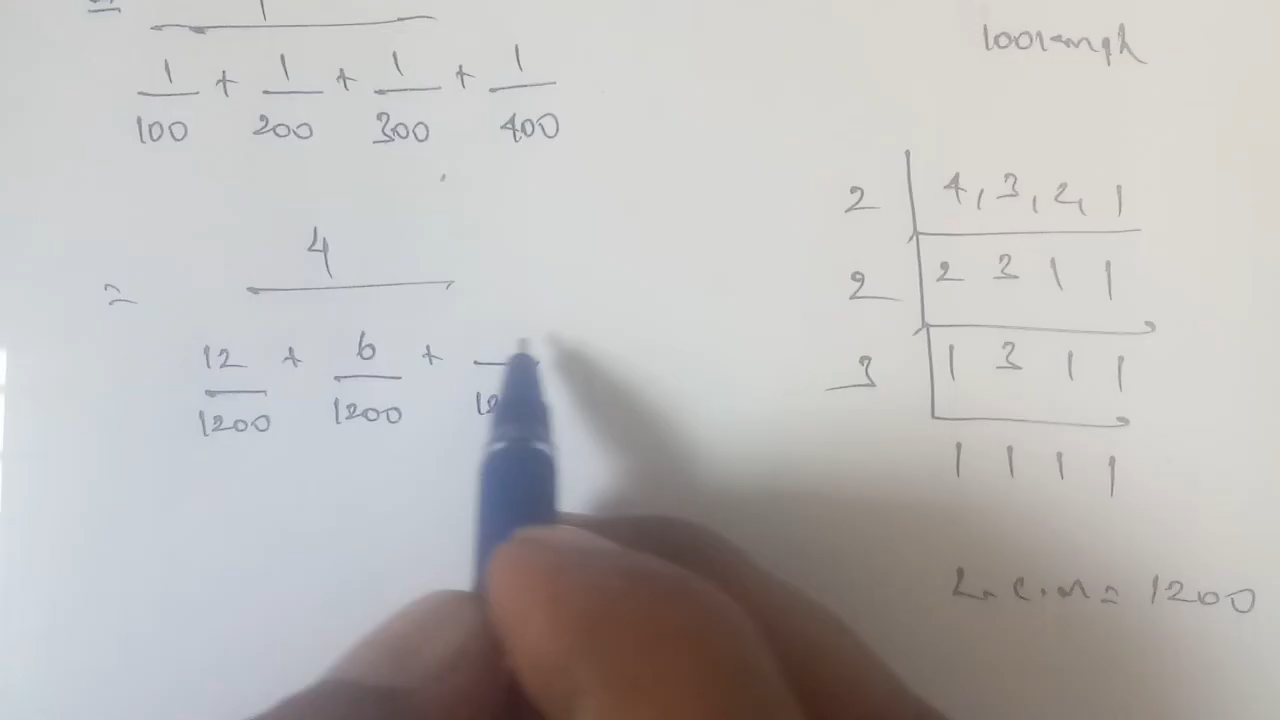 =
100kmph
1/100 + 1/200 + 1/300 + 1/400
2 | 4, 3, 2, 1
= 4
2 | 2 3 1 1
12/1200 + 6/1200 +
3 | 1 3 1 1
1 1 1 1
L.C.M = 1200